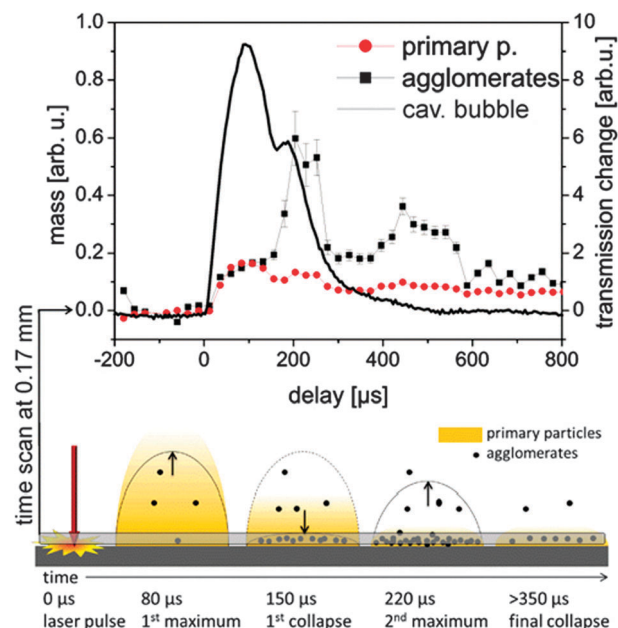 primary p.
agglomerates
cav. bubble
mass [arb. u.]
1.0
0.8
0.6
0.4
0.2
0.0
transmission change [arb.u.]
10
8
6
4
2
0
-200 0 200 400 600 800
delay [µs]
time scan at 0.17 mm
primary particles
agglomerates
time
0 µs 80 µs 150 µs 220 µs >350 µs
laser pulse 1st maximum 1st collapse 2nd maximum final collapse